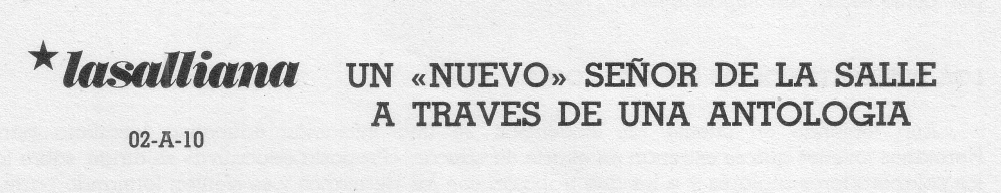 lasalliana
02-A-10
UN «NUEVO» SEÑOR DE LA SALLE
A TRAVES DE UNA ANTOLOGIA